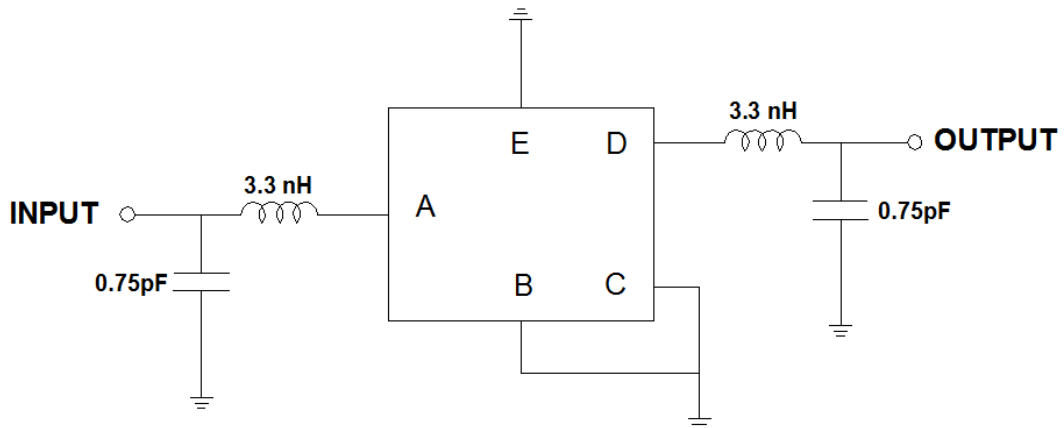 3.3 nH
E
D
OUTPUT
3.3 nH
INPUT
A
0.75pF
0.75pF
B
C